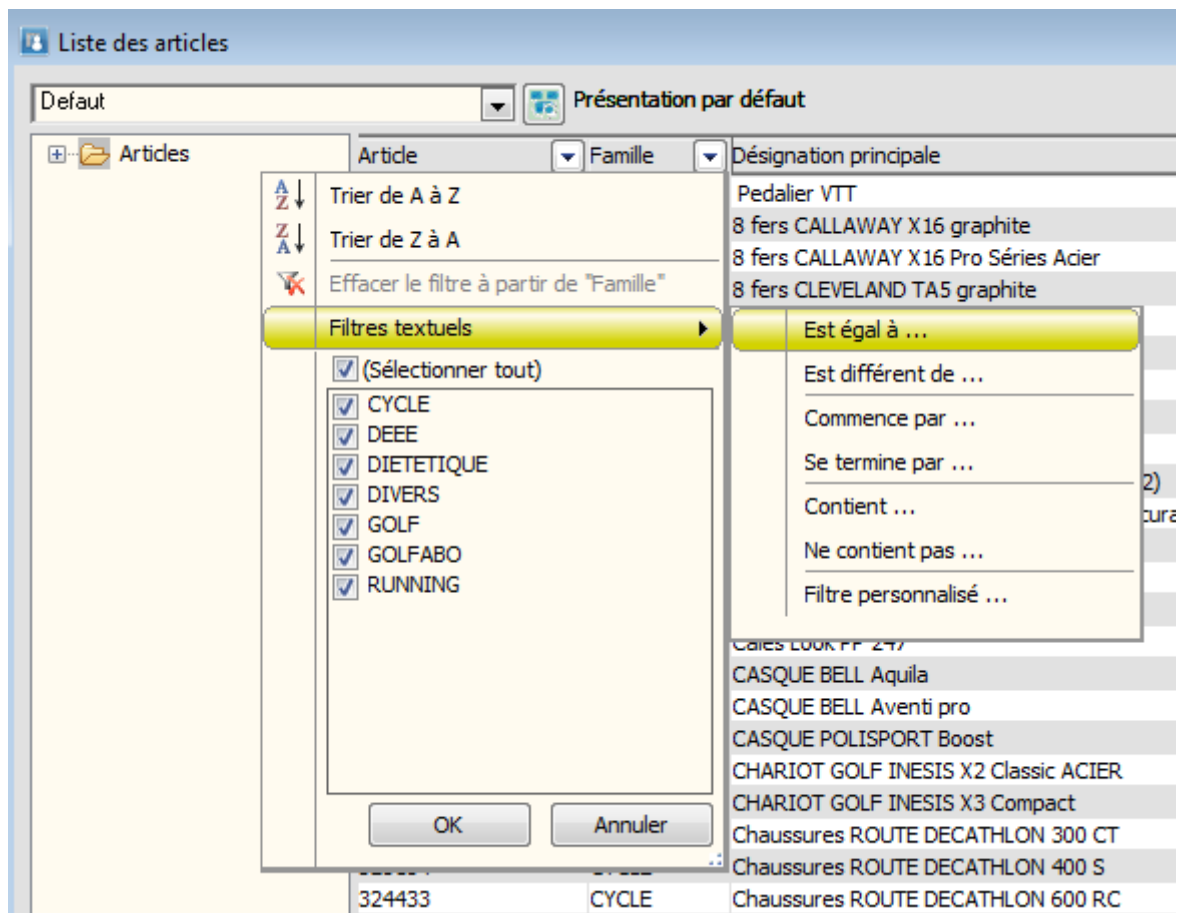 Liste des articles
Defaut
Présentation par défaut
Articles
Article Famille Désignation principale
Trier de A à Z
Trier de Z à A
Effacer le filtre à partir de "Famille"
Filtres textuels
(Sélectionner tout)
CYCLE
DEEE
DIETETIQUE
DIVERS
GOLF
GOLFABO
RUNNING
OK Annuler
Est égal à ...
Est différent de ...
Commence par ...
Se termine par ...
Contient ...
Ne contient pas ...
Filtre personnalisé ...
Pedalier VTT
8 fers CALLAWAY X16 graphite
8 fers CALLAWAY X16 Pro Séries Acier
8 fers CLEVELAND TA5 graphite
2)
CASQUE BELL Aquila
CASQUE BELL Aventi pro
CASQUE POLISPORT Boost
CHARIOT GOLF INESIS X2 Classic ACIER
CHARIOT GOLF INESIS X3 Compact
Chaussures ROUTE DECATHLON 300 CT
Chaussures ROUTE DECATHLON 400 S
324433 CYCLE Chaussures ROUTE DECATHLON 600 RC